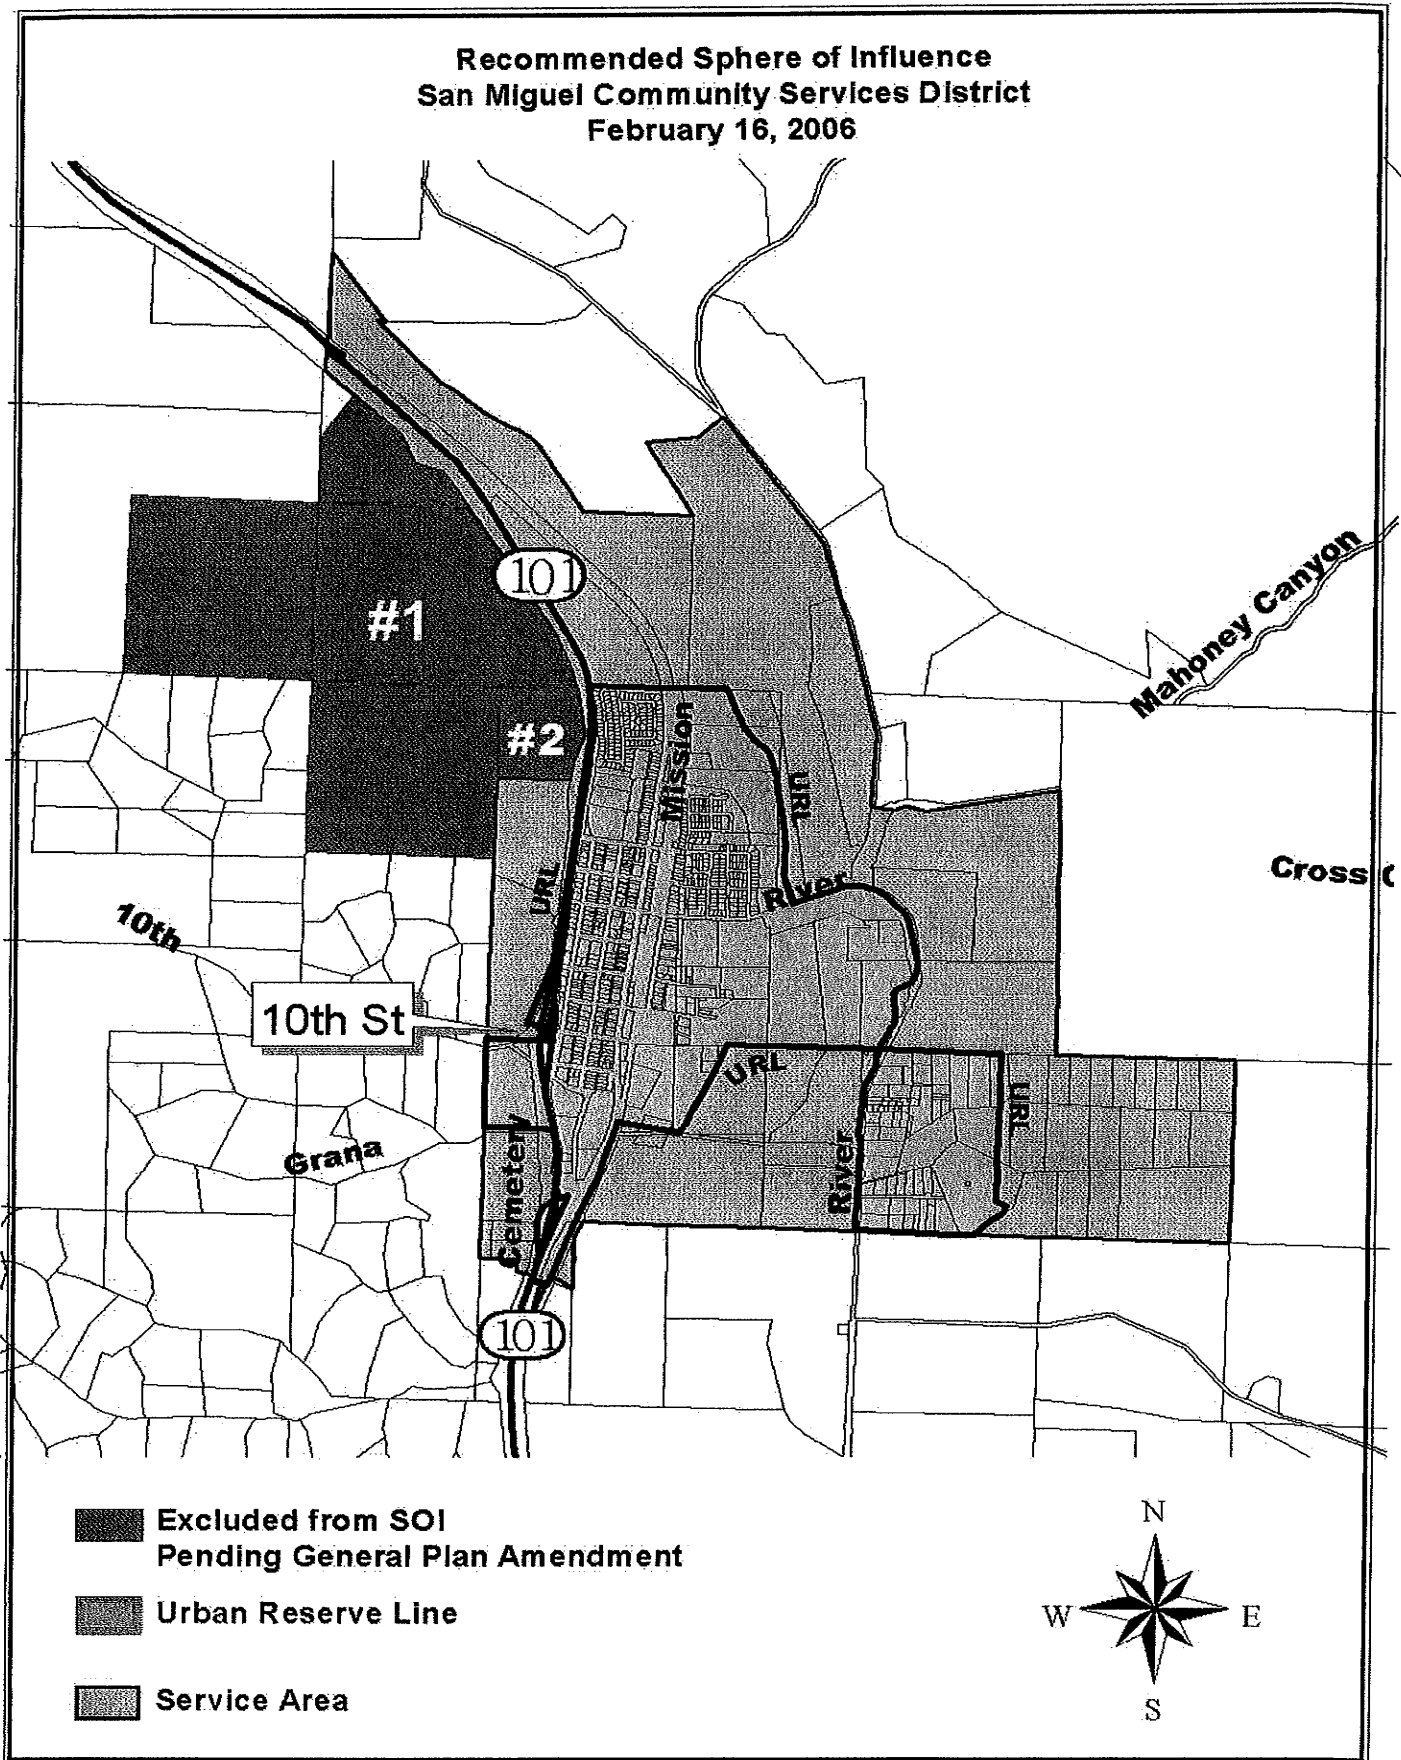 Recommended Sphere of Influence
San Miguel Community Services District
February 16, 2006
101
#1
Mahoney Canyon
#2
Mission
URL
URL
River
Cross C
10th
10th St
URL
URL
Grana
Cemetery
River
101
Excluded from SOI
Pending General Plan Amendment
Urban Reserve Line
Service Area
N
W
E
S